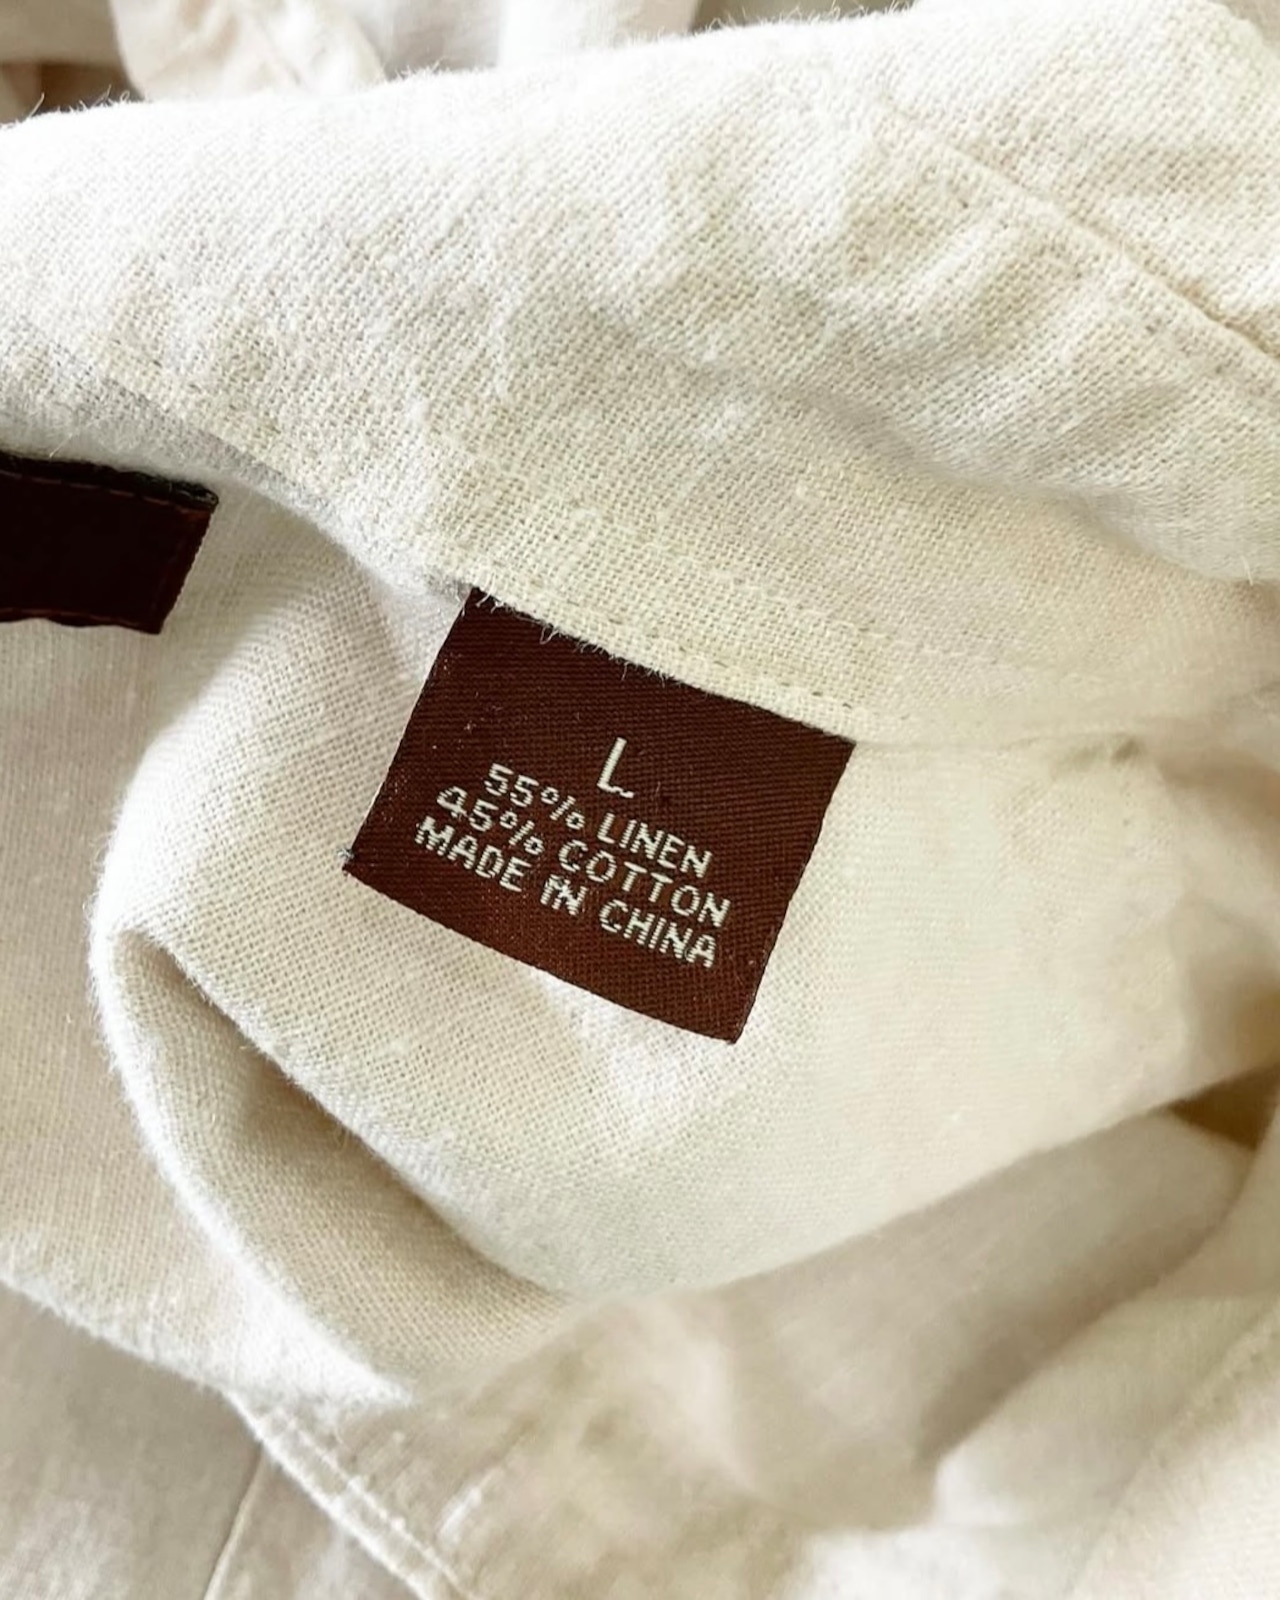 L
55% LINEN
45% COTTON
MADE IN CHINA